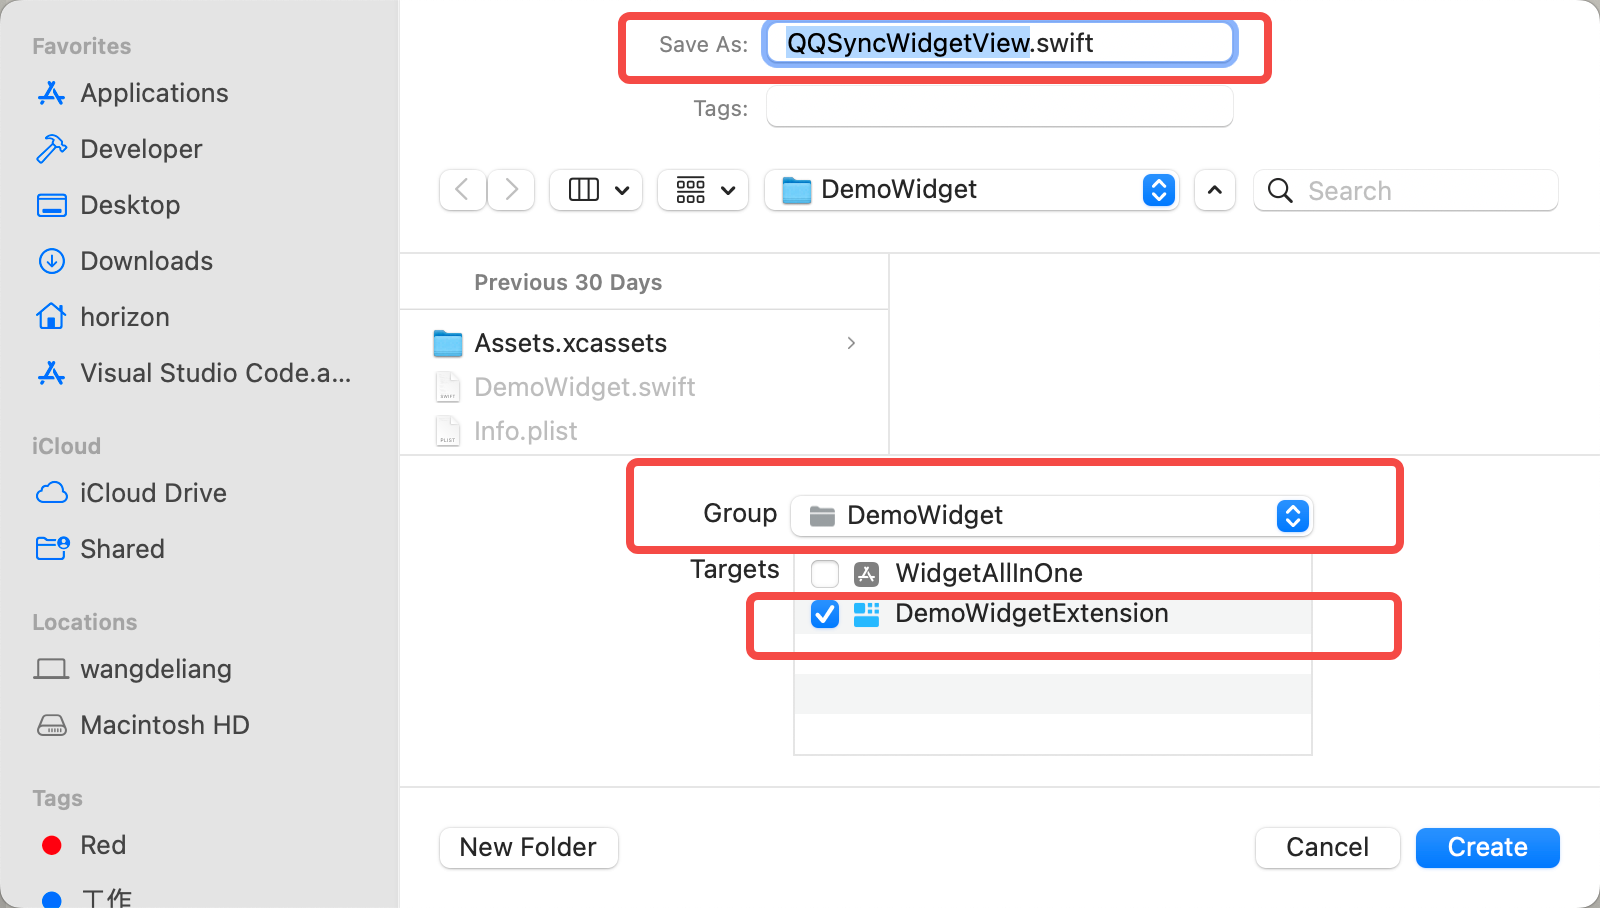 Favorites
Applications
Developer
Desktop
Downloads
horizon
Visual Studio Code.a...
iCloud
iCloud Drive
Shared
Locations
wangdeliang
Macintosh HD
Tags
Red
工作
Save As: QQSyncWidgetView.swift
Tags:
DemoWidget
Search
Previous 30 Days
Assets.xcassets
SWIFT DemoWidget.swift
PLIST Info.plist
Group DemoWidget
Targets WidgetAllInOne
DemoWidgetExtension
New Folder
Cancel
Create